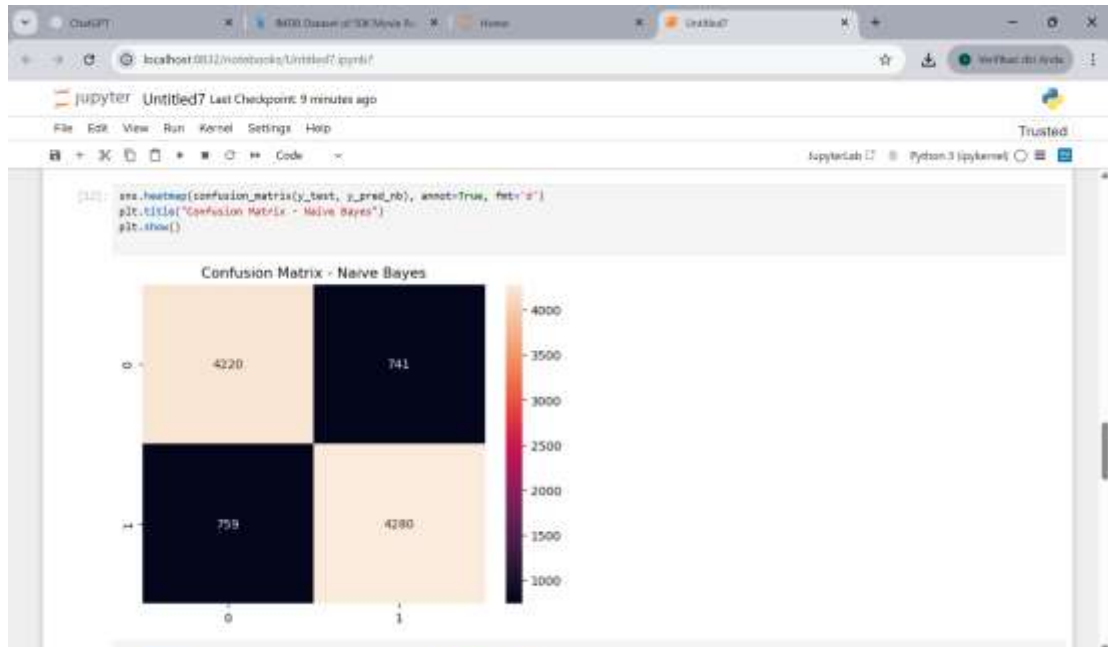 ChatGPT
IMDB Dataset of 50K Movie Re
Home
Untitled7
localhost:8832/notebooks/Untitled7.ipynb?
Verifikasi diri Anda
jupyter Untitled7 Last Checkpoint: 9 minutes ago
File Edit View Run Kernel Settings Help
Trusted
Code
JupyterLab
Python 3 (ipykernel)
sns.heatmap(confusion_matrix(y_test, y_pred_nb), annot=True, fmt='d')
plt.title("Confusion Matrix - Naive Bayes")
plt.show()
Confusion Matrix - Naive Bayes
4000
0
4220
741
3500
3000
2500
2000
1
759
4280
1500
1000
0
1